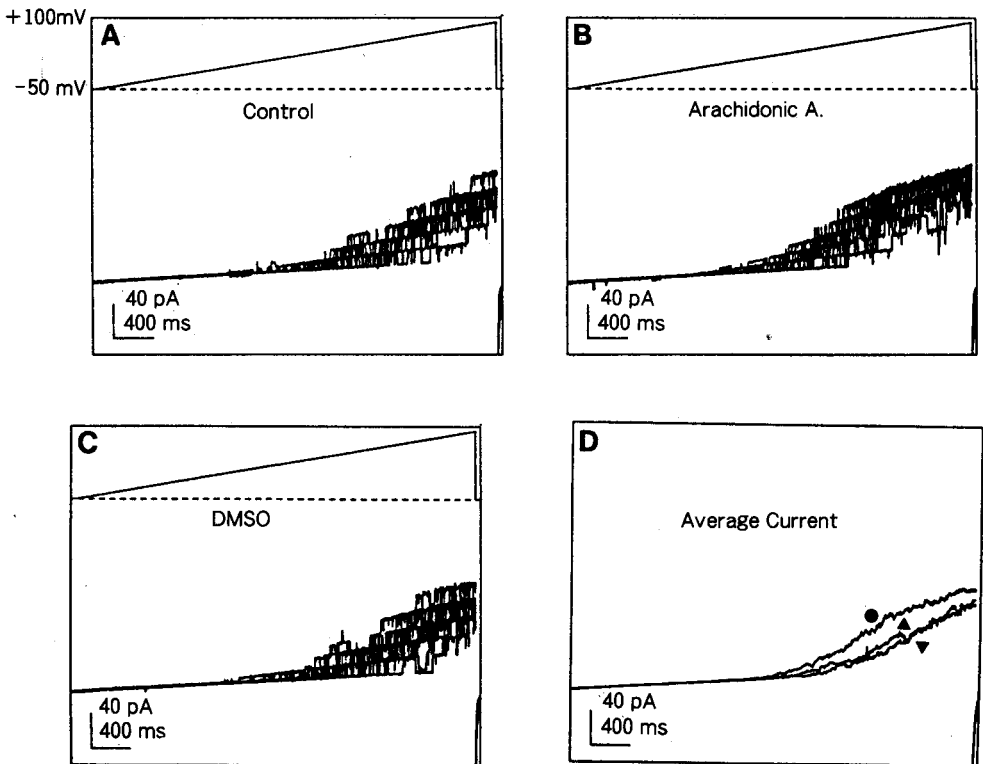 +100mV
A
−50 mV
Control
40 pA
400 ms
B
Arachidonic A.
40 pA
400 ms
C
DMSO
40 pA
400 ms
D
Average Current
40 pA
400 ms